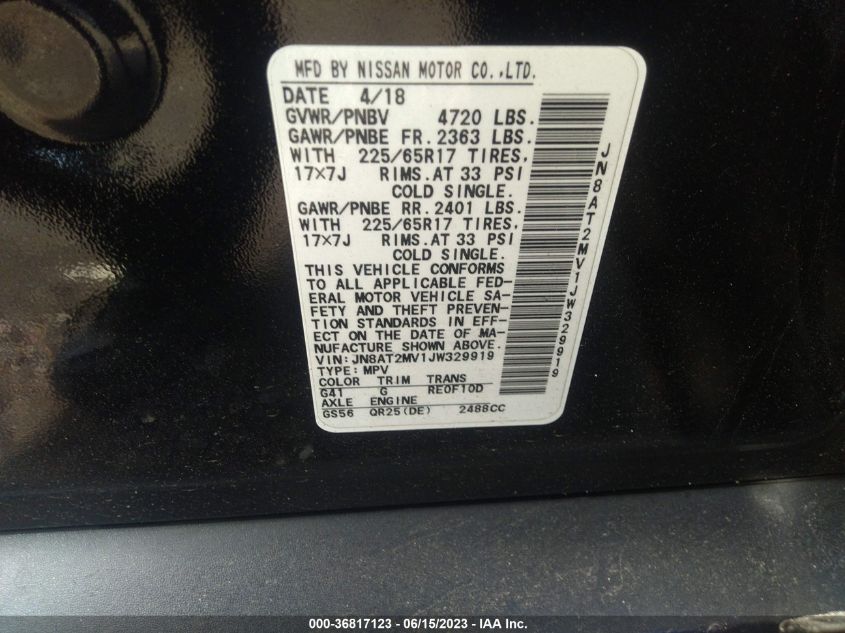 MFD BY NISSAN MOTOR CO.,LTD.
DATE 4/18
GVWR/PNBV 4720 LBS.
GAWR/PNBE FR.2363 LBS.
WITH 225/65R17 TIRES,
17×7J RIMS.AT 33 PSI
COLD SINGLE.
GAWR/PNBE RR.2401 LBS.
WITH 225/65R17 TIRES,
17×7J RIMS.AT 33 PSI
COLD SINGLE.
THIS VEHICLE CONFORMS
TO ALL APPLICABLE FED-
ERAL MOTOR VEHICLE SA-
FETY AND THEFT PREVEN-
TION STANDARDS IN EFF-
ECT ON THE DATE OF MA-
NUFACTURE SHOWN ABOVE.
VIN:JN8AT2MV1JW329919
TYPE:MPV
COLOR TRIM TRANS
G41 G RE0F10D
AXLE ENGINE
GS56 QR25(DE) 2488CC
JN8AT2MV1JW329919
000-36817123 - 06/15/2023 - IAA Inc.